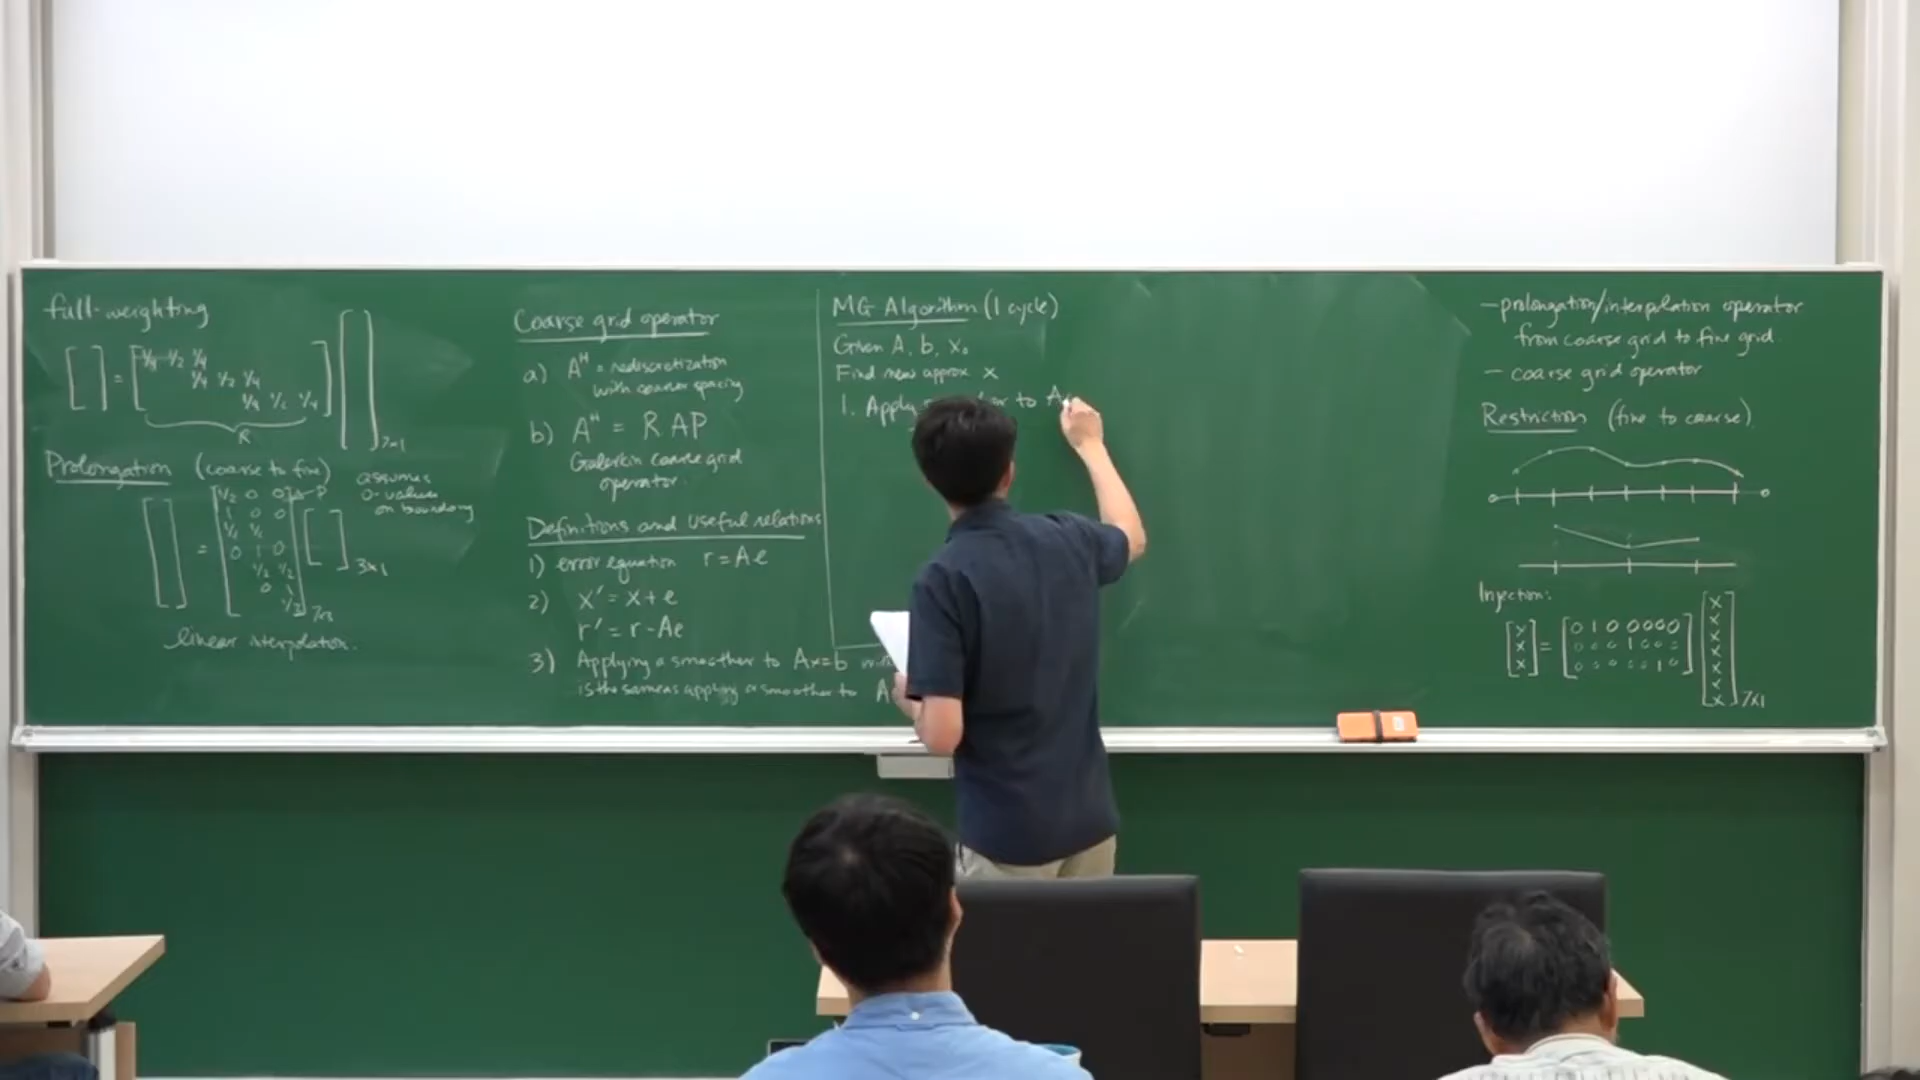 full-weighting
[ ] = [ 1/4 1/2 1/4
1/4 1/2 1/4
1/4 1/2 1/4 ] [ ] 7x1
R
Prolongation (coarse to fine)
assumes
0-values
on boundary
[ ] = [ 1/2 0 0
1 0 0
1/2 1/2
0 1 0
1/2 1/2
0 1
1/2 ] 7x3 [ ] 3x1
P
linear interpolation.
Coarse grid operator
a) A^H = rediscretization
with coarser spacing
b) A^H = R A P
Galerkin coarse grid
operator.
Definitions and useful relations
1) error equation r = Ae
2) x' = x + e
r' = r - Ae
3) Applying a smoother to Ax=b
is the same as applying a smoother to A
MG Algorithm (1 cycle)
Given A, b, x₀
Find new approx x
1. Apply to A
- prolongation/interpolation operator
from coarse grid to fine grid.
- coarse grid operator
Restriction (fine to coarse)
Injection:
[ x
x
x ] = [ 0 1 0 0 0 0 0
0 0 0 1 0 0 0
0 0 0 0 0 1 0 ] [ x
x
x
x
x
x
x ] 7x1